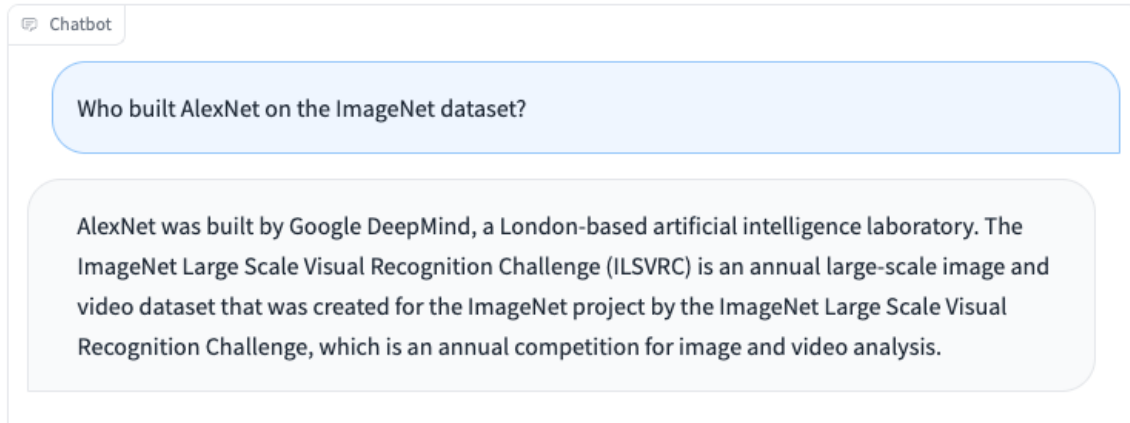 Chatbot
Who built AlexNet on the ImageNet dataset?
AlexNet was built by Google DeepMind, a London-based artificial intelligence laboratory. The
ImageNet Large Scale Visual Recognition Challenge (ILSVRC) is an annual large-scale image and
video dataset that was created for the ImageNet project by the ImageNet Large Scale Visual
Recognition Challenge, which is an annual competition for image and video analysis.